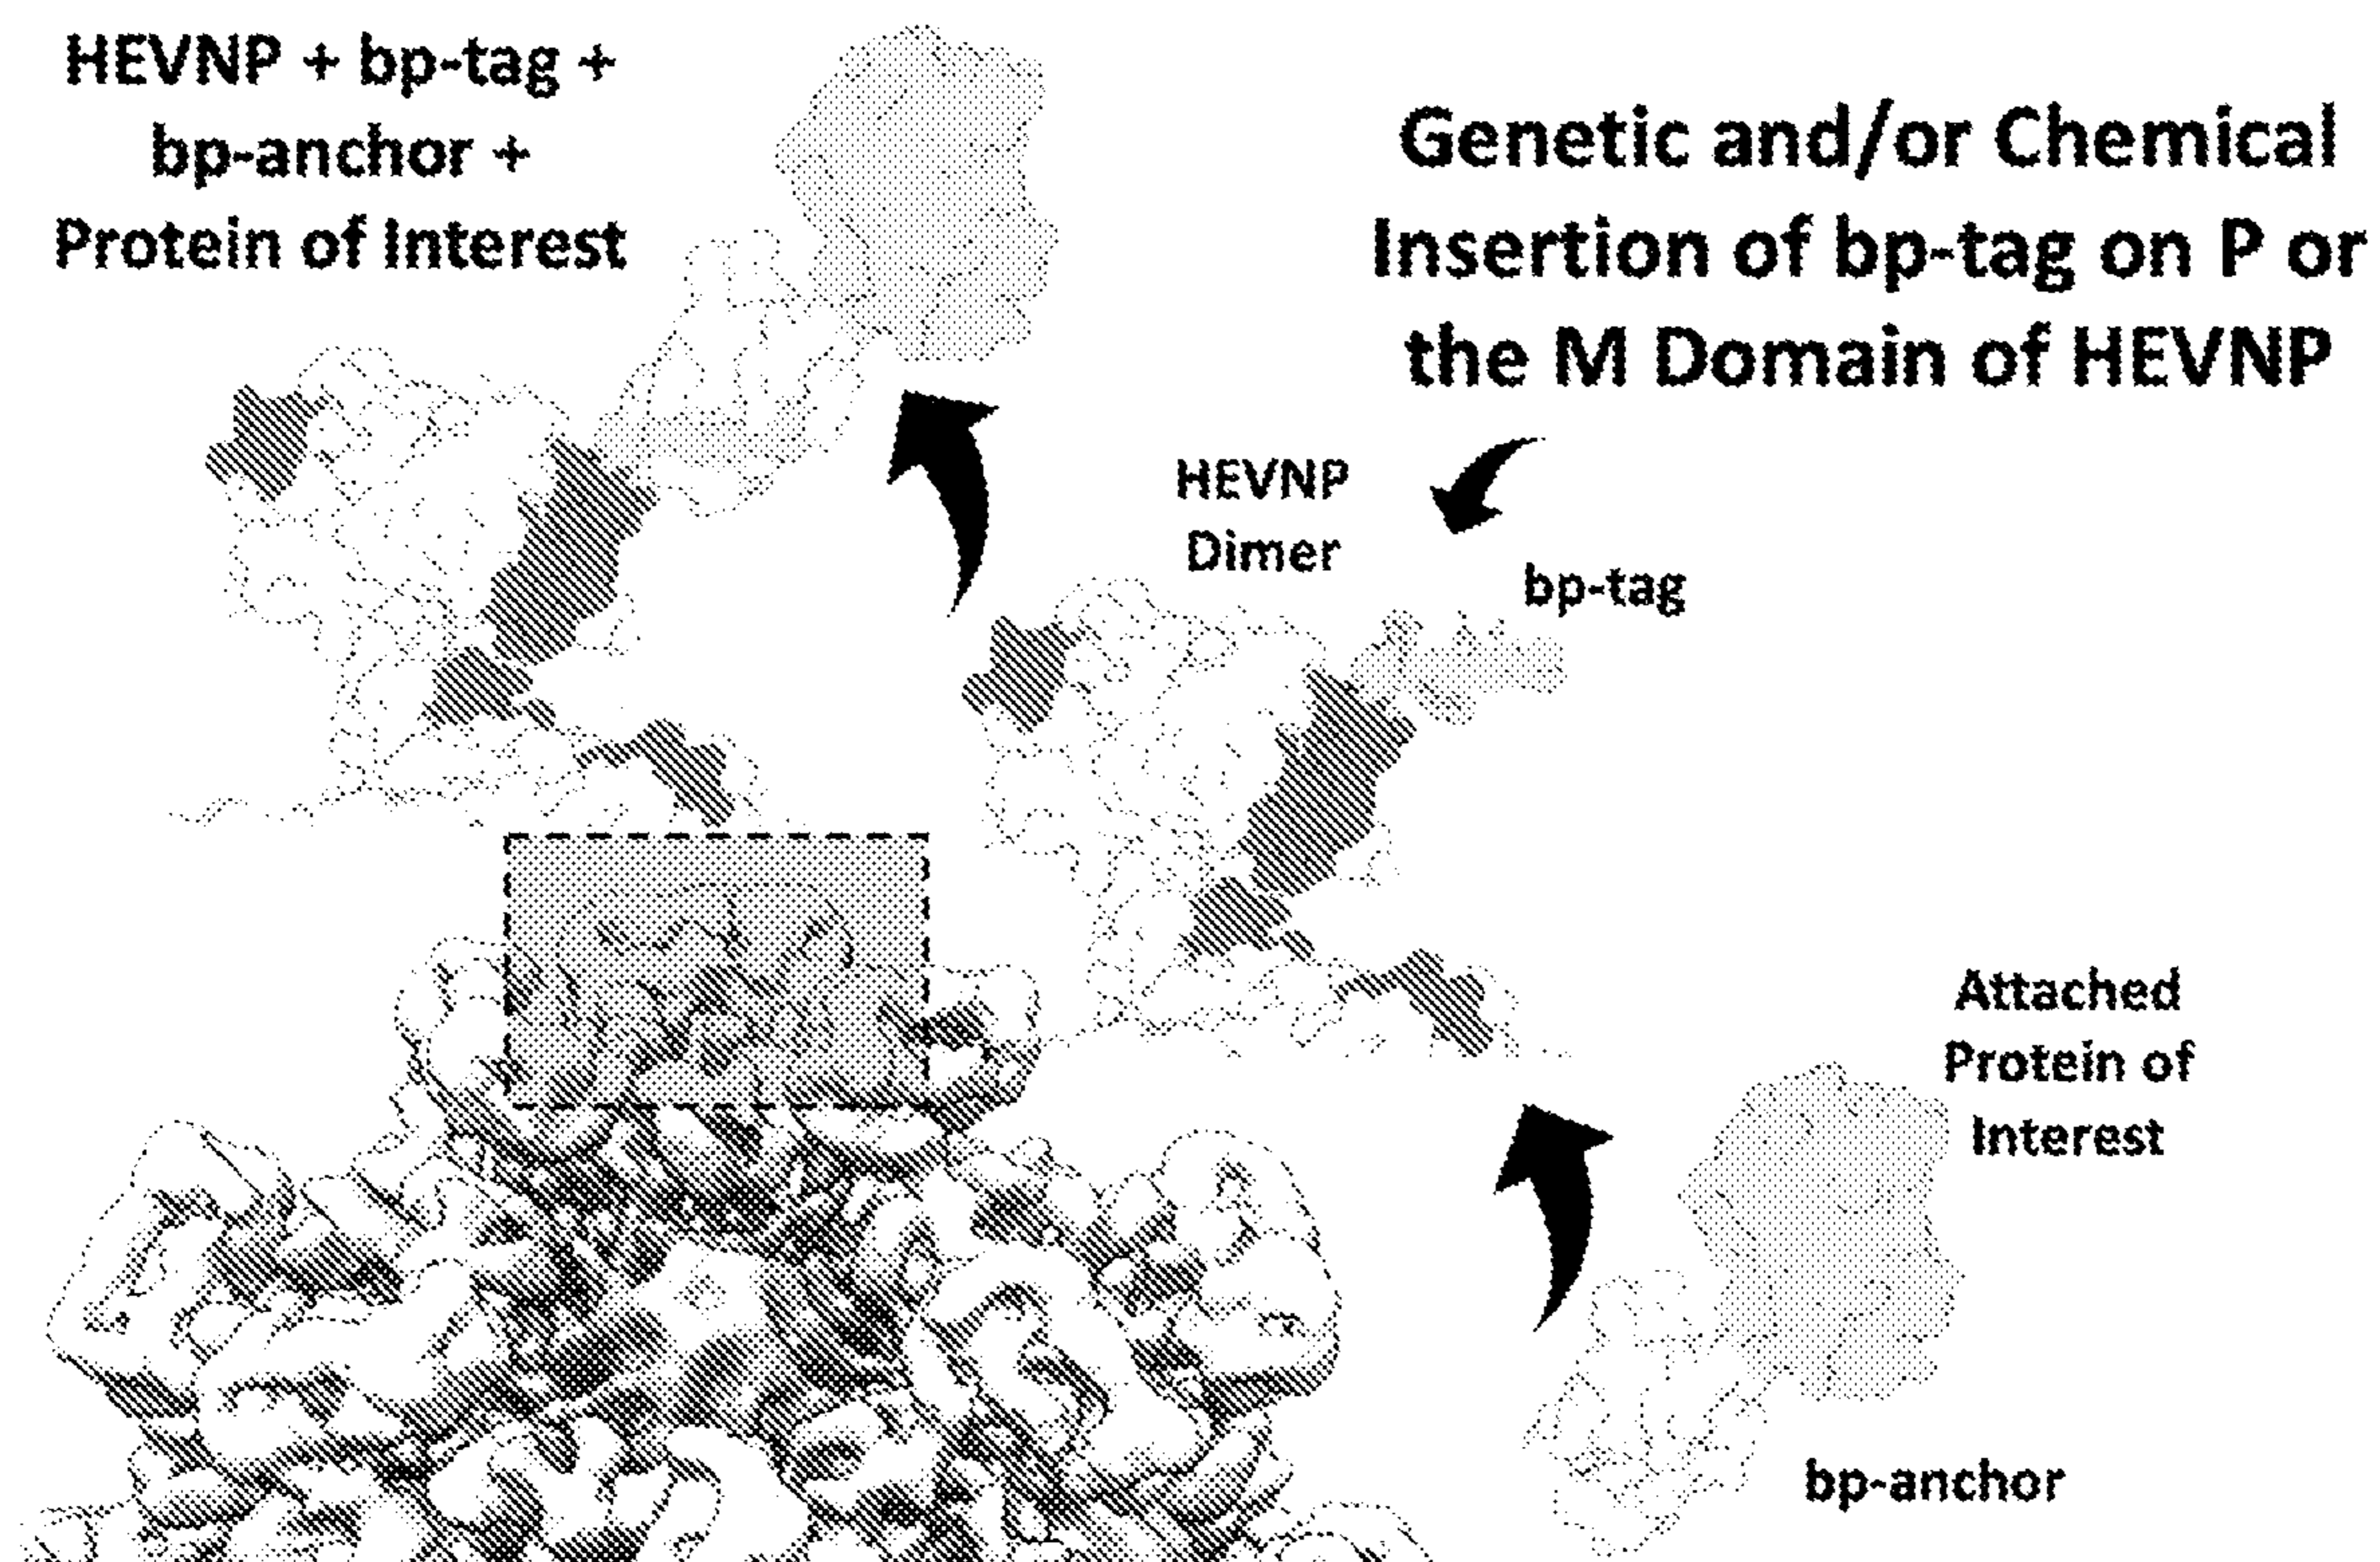 HEVNP + bp-tag +
bp-anchor +
Protein of Interest
Genetic and/or Chemical
Insertion of bp-tag on P or
the M Domain of HEVNP
HEVNP
Dimer
bp-tag
Attached
Protein of
Interest
bp-anchor